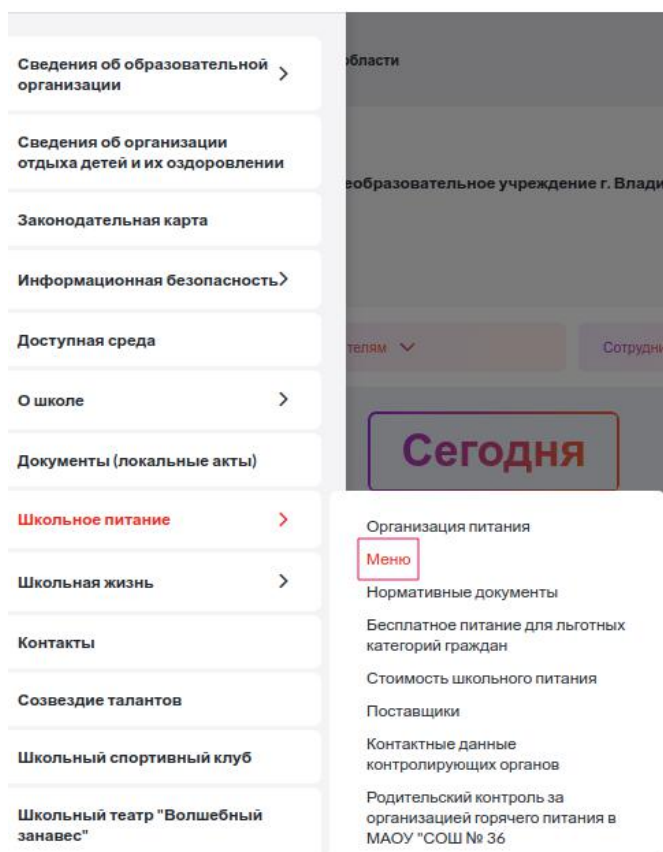 Сведения об образовательной
организации
Сведения об организации
отдыха детей и их оздоровлении
Законодательная карта
Информационная безопасность
Доступная среда
О школе
Документы (локальные акты)
Школьное питание
Школьная жизнь
Контакты
Созвездие талантов
Школьный спортивный клуб
Школьный театр "Волшебный
занавес"
области
еобразовательное учреждение г. Влади
телям
Сотрудни
Сегодня
Организация питания
Меню
Нормативные документы
Бесплатное питание для льготных
категорий граждан
Стоимость школьного питания
Поставщики
Контактные данные
контролирующих органов
Родительский контроль за
организацией горячего питания в
МАОУ "СОШ № 36